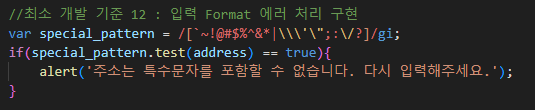 //최소 개발 기준 12 : 입력 Format 에러 처리 구현
var special_pattern = /[`~!@#$%^&*|\\\'\";:\/?]/gi;
if(special_pattern.test(address) == true){
    alert('주소는 특수문자를 포함할 수 없습니다. 다시 입력해주세요.');
}